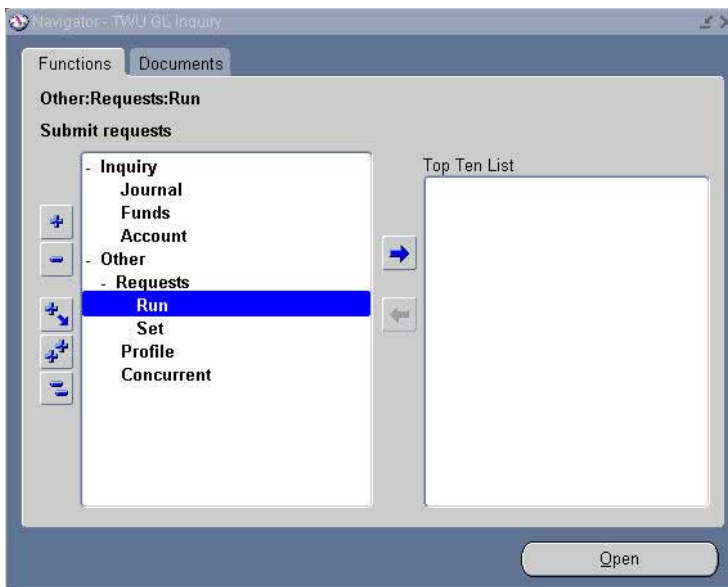 Navigator - TWU GL Inquiry
Functions
Documents
Other:Requests:Run
Submit requests
Top Ten List
- Inquiry
Journal
Funds
Account
- Other
- Requests
Run
Set
Profile
Concurrent
Open